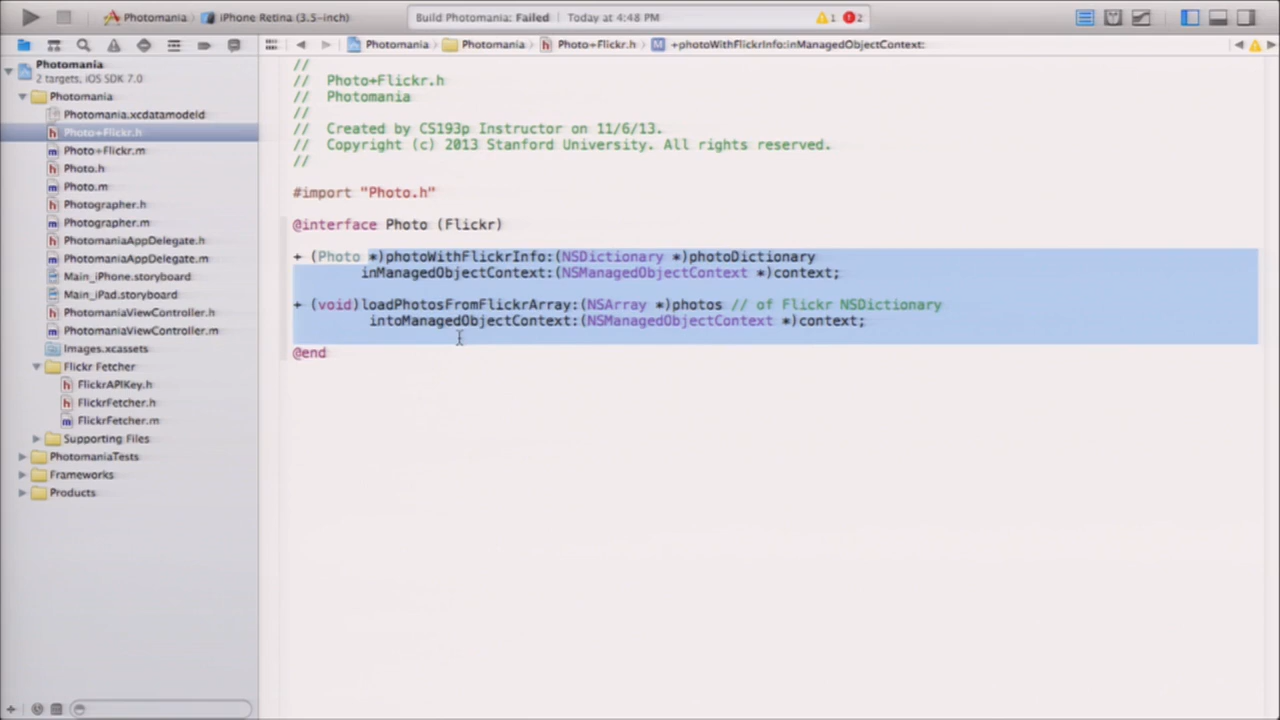 Photomania
iPhone Retina (3.5-inch)
Build Photomania: Failed
Today at 4:48 PM
1
2
Photomania
Photomania
Photo+Flickr.h
M
+photoWithFlickrInfo:inManagedObjectContext:
Photomania
2 targets, iOS SDK 7.0
Photomania
Photomania.xcdatamodeld
Photo+Flickr.h
Photo+Flickr.m
Photo.h
Photo.m
Photographer.h
Photographer.m
PhotomaniaAppDelegate.h
PhotomaniaAppDelegate.m
Main_iPhone.storyboard
Main_iPad.storyboard
PhotomaniaViewController.h
PhotomaniaViewController.m
Images.xcassets
Flickr Fetcher
FlickrAPIKey.h
FlickrFetcher.h
FlickrFetcher.m
Supporting Files
PhotomaniaTests
Frameworks
Products
//
//  Photo+Flickr.h
//  Photomania
//
//  Created by CS193p Instructor on 11/6/13.
//  Copyright (c) 2013 Stanford University. All rights reserved.
//
#import "Photo.h"
@interface Photo (Flickr)
+ (Photo *)photoWithFlickrInfo:(NSDictionary *)photoDictionary
inManagedObjectContext:(NSManagedObjectContext *)context;
+ (void)loadPhotosFromFlickrArray:(NSArray *)photos // of Flickr NSDictionary
intoManagedObjectContext:(NSManagedObjectContext *)context;
@end